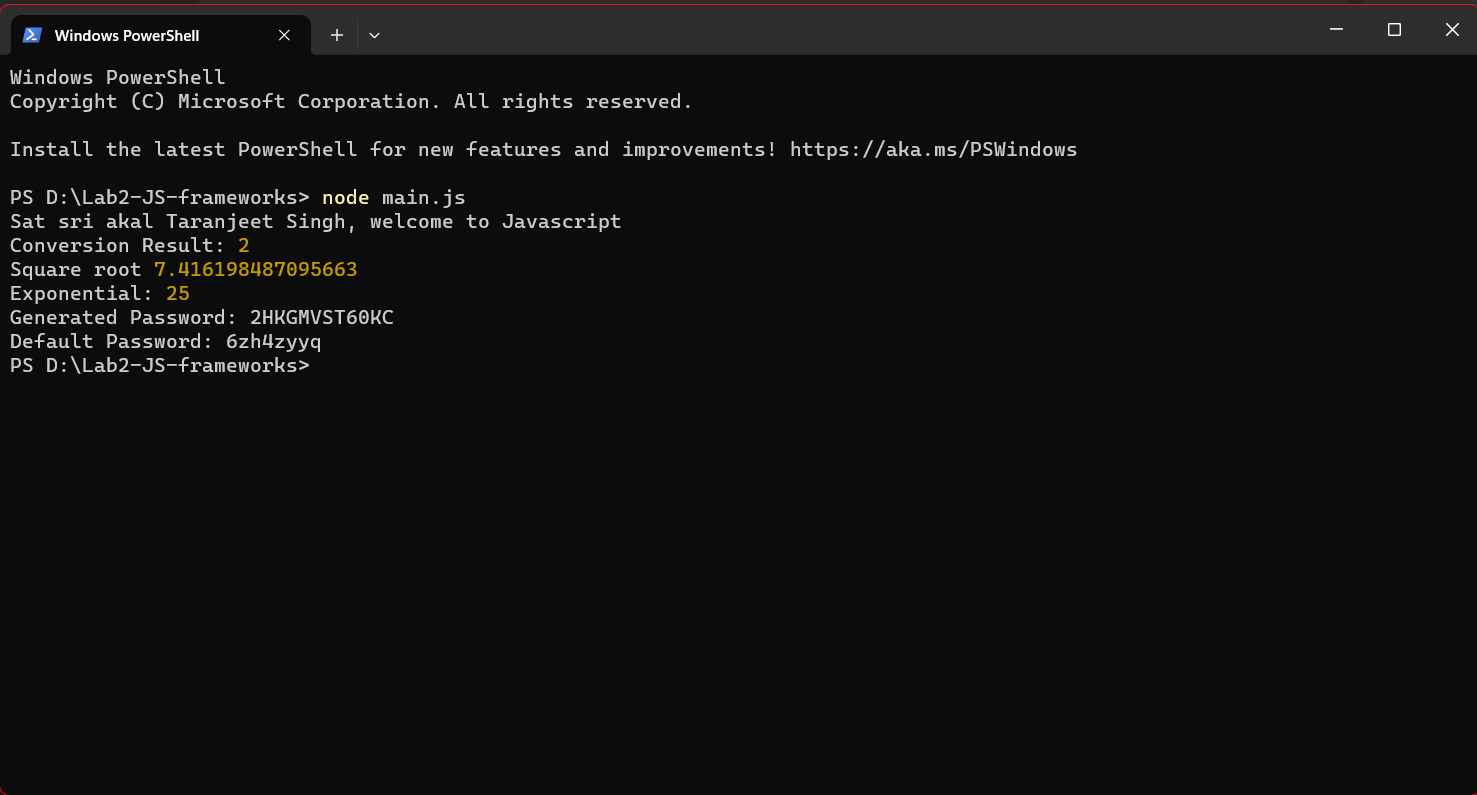 Windows PowerShell
Windows PowerShell
Copyright (C) Microsoft Corporation. All rights reserved.
Install the latest PowerShell for new features and improvements! https://aka.ms/PSWindows
PS D:\Lab2-JS-frameworks> node main.js
Sat sri akal Taranjeet Singh, welcome to Javascript
Conversion Result: 2
Square root 7.416198487095663
Exponential: 25
Generated Password: 2HKGMVST60KC
Default Password: 6zh4zyyq
PS D:\Lab2-JS-frameworks>